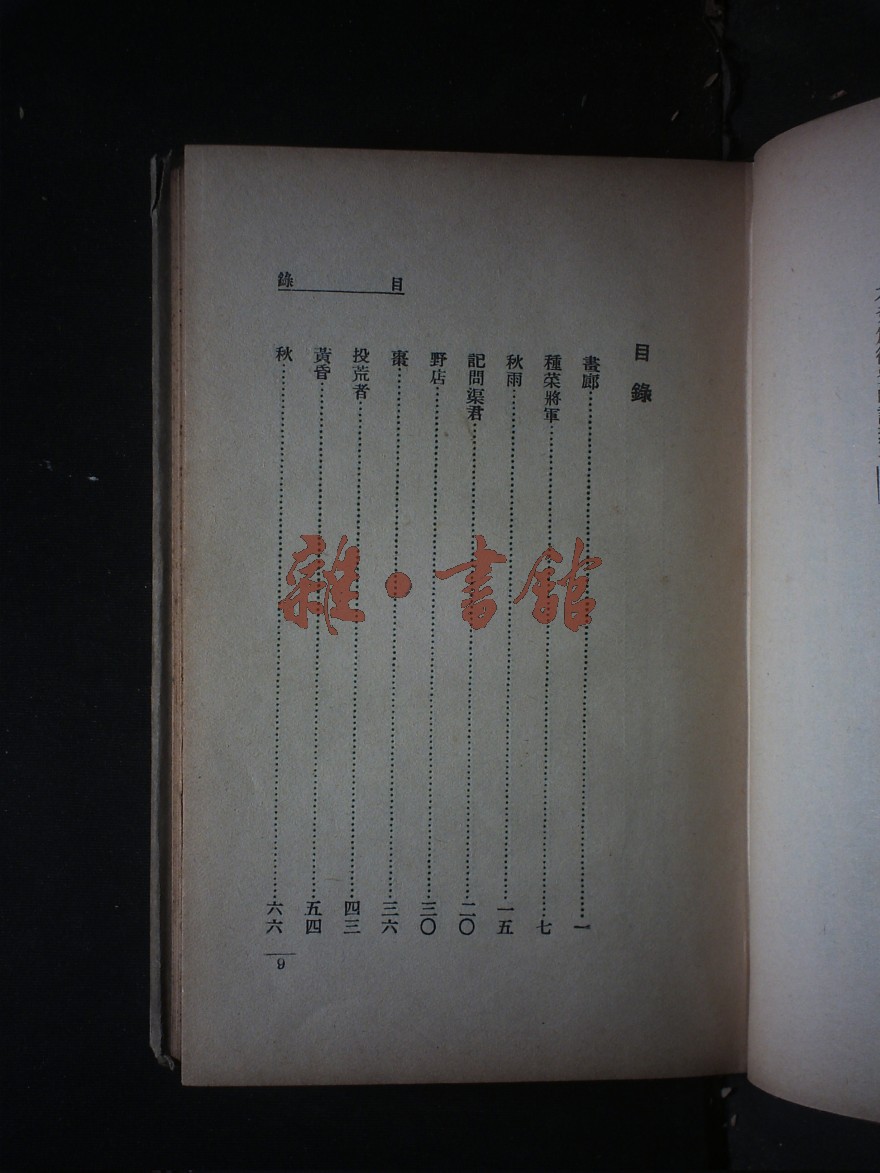 目錄
目錄
畫廊一
種菜將軍七
秋雨一五
記問渠君二〇
野店三〇
棗三六
投荒者四三
黃昏五四
秋六六
9
雜·書館